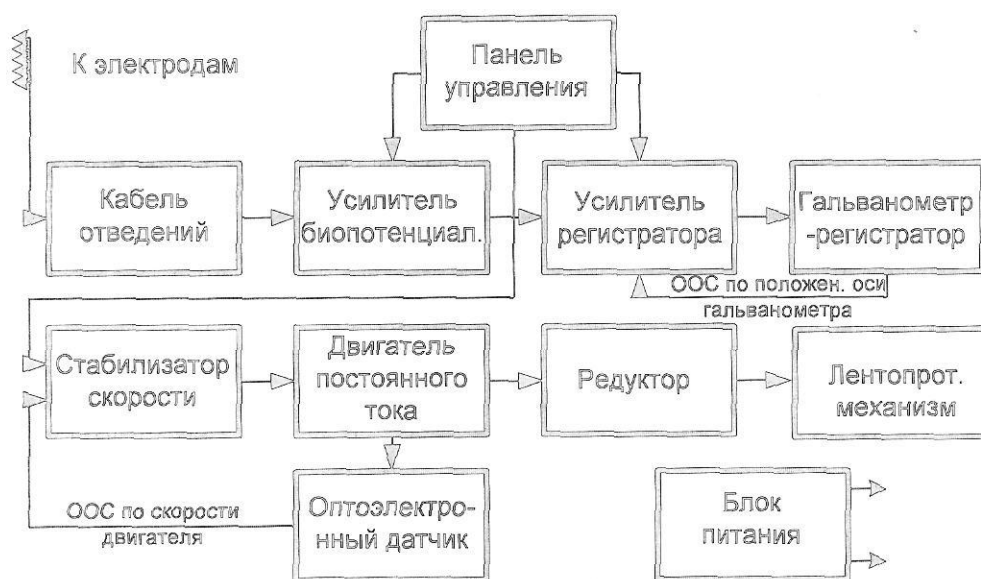 К электродам
Панель
управления
Кабель
отведений
Усилитель
биопотенциал.
Усилитель
регистратора
Гальванометр
-регистратор
ООС по положен. оси
гальванометра
Стабилизатор
скорости
Двигатель
постоянного
тока
Редуктор
Лентопрот.
механизм
ООС по скорости
двигателя
Оптоэлектро-
нный датчик
Блок
питания